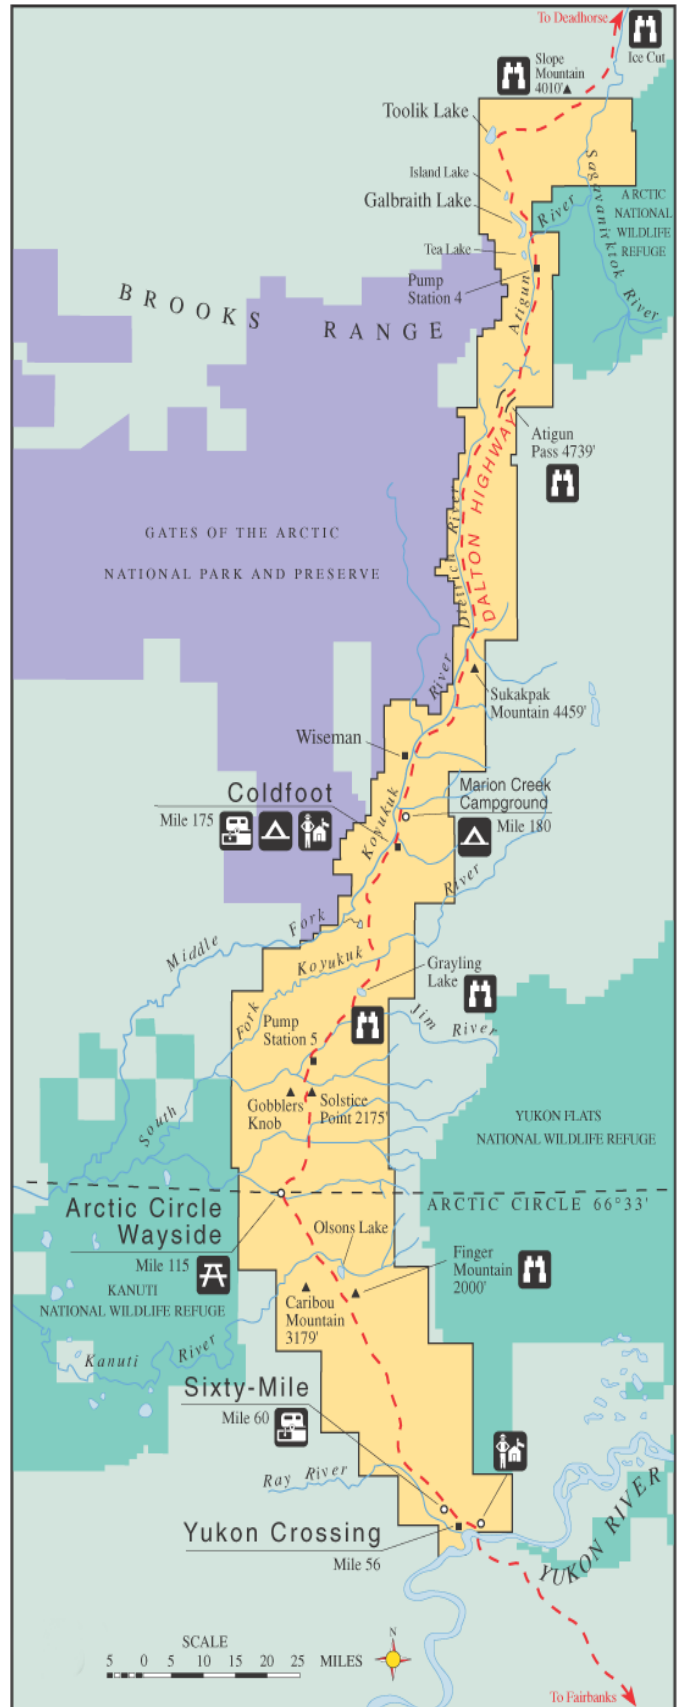 To Deadhorse
Ice Cut
Slope
Mountain
4010'
Toolik Lake
Island Lake
Galbraith Lake
River
Sagavanirktok River
ARCTIC
NATIONAL
WILDLIFE
REFUGE
Tea Lake
Pump
Station 4
Atigun
BROOKS RANGE
Atigun
Pass 4739'
DALTON HIGHWAY
Dietrich River
GATES OF THE ARCTIC
NATIONAL PARK AND PRESERVE
River
Sukakpak
Mountain 4459'
Wiseman
Coldfoot
Mile 175
Marion Creek
Campground
Mile 180
Koyukuk
River
Middle Fork
Koyukuk
Fork
South
Grayling
Lake
Jim River
Pump
Station 5
Gobblers
Knob
Solstice
Point 2175'
YUKON FLATS
NATIONAL WILDLIFE REFUGE
ARCTIC CIRCLE 66°33'
Arctic Circle
Wayside
Mile 115
Olsons Lake
Finger
Mountain
2000'
KANUTI
NATIONAL WILDLIFE REFUGE
Caribou
Mountain
3179'
Kanuti River
Sixty-Mile
Mile 60
Ray River
Yukon Crossing
Mile 56
YUKON RIVER
SCALE
5 0 5 10 15 20 25
MILES
N
To Fairbanks